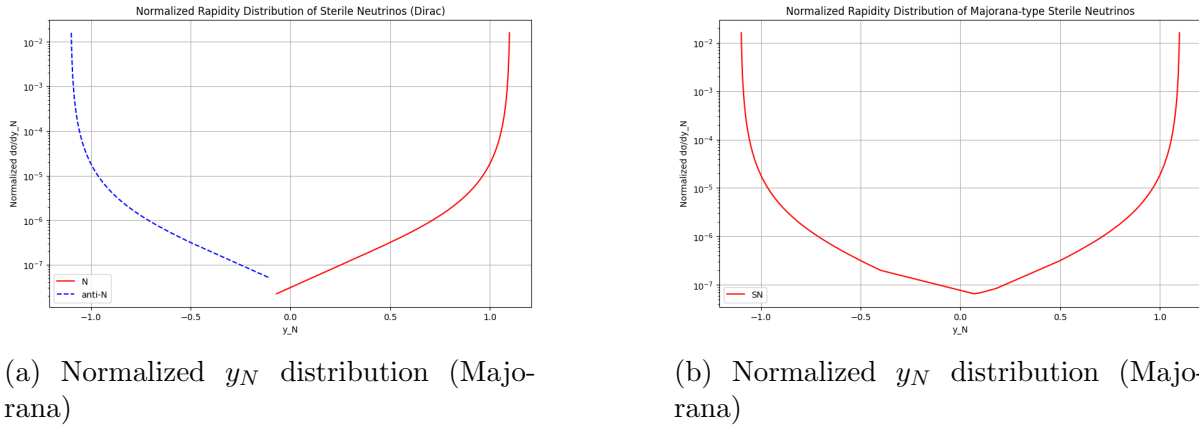 Normalized Rapidity Distribution of Sterile Neutrinos (Dirac)
Normalized dσ/dy_N
10⁻²
10⁻³
10⁻⁴
10⁻⁵
10⁻⁶
10⁻⁷
N
anti-N
−1.0 −0.5 0.0 0.5 1.0
y_N
(a) Normalized y_N distribution (Majo-
rana)
Normalized Rapidity Distribution of Majorana-type Sterile Neutrinos
Normalized dσ/dy_N
10⁻²
10⁻³
10⁻⁴
10⁻⁵
10⁻⁶
10⁻⁷
SN
−1.0 −0.5 0.0 0.5 1.0
y_N
(b) Normalized y_N distribution (Majo-
rana)